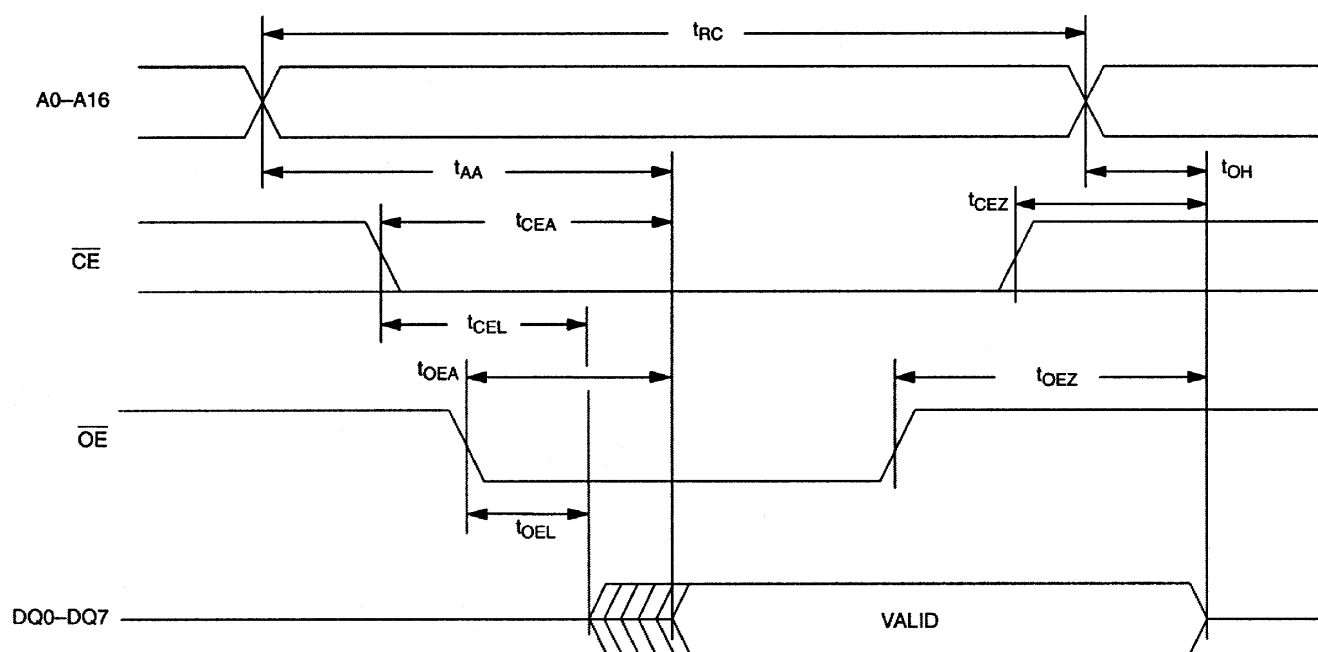 tRC
A0–A16
tAA
tOH
tCEZ
tCEA
CE
tCEL
tOEA
tOEZ
OE
tOEL
DQ0–DQ7
VALID